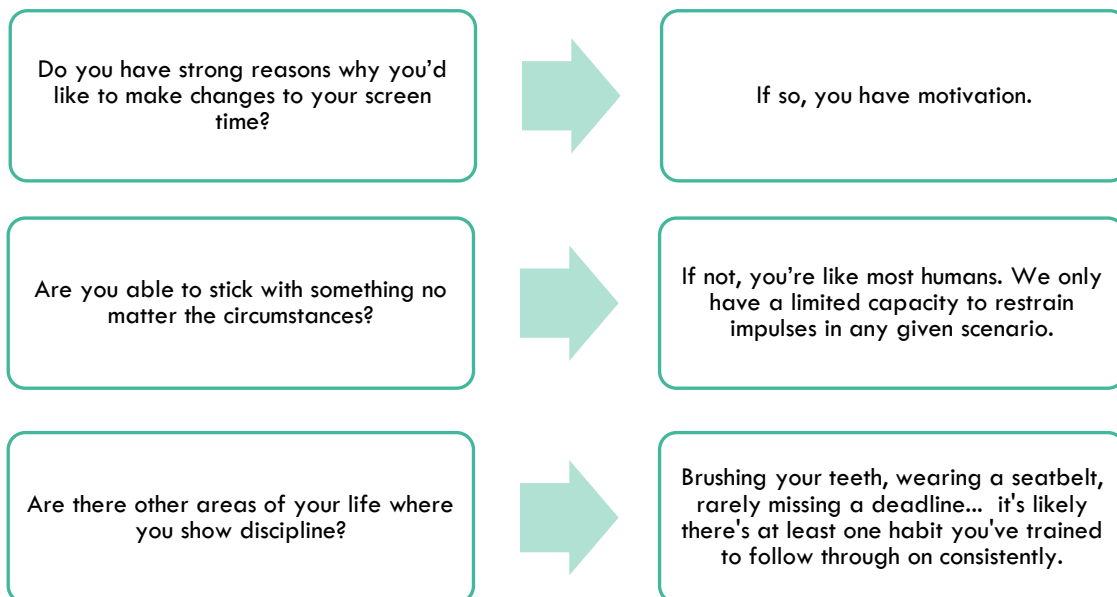 Do you have strong reasons why you’d
like to make changes to your screen
time?
If so, you have motivation.
Are you able to stick with something no
matter the circumstances?
If not, you’re like most humans. We only
have a limited capacity to restrain
impulses in any given scenario.
Are there other areas of your life where
you show discipline?
Brushing your teeth, wearing a seatbelt,
rarely missing a deadline... it's likely
there's at least one habit you've trained
to follow through on consistently.